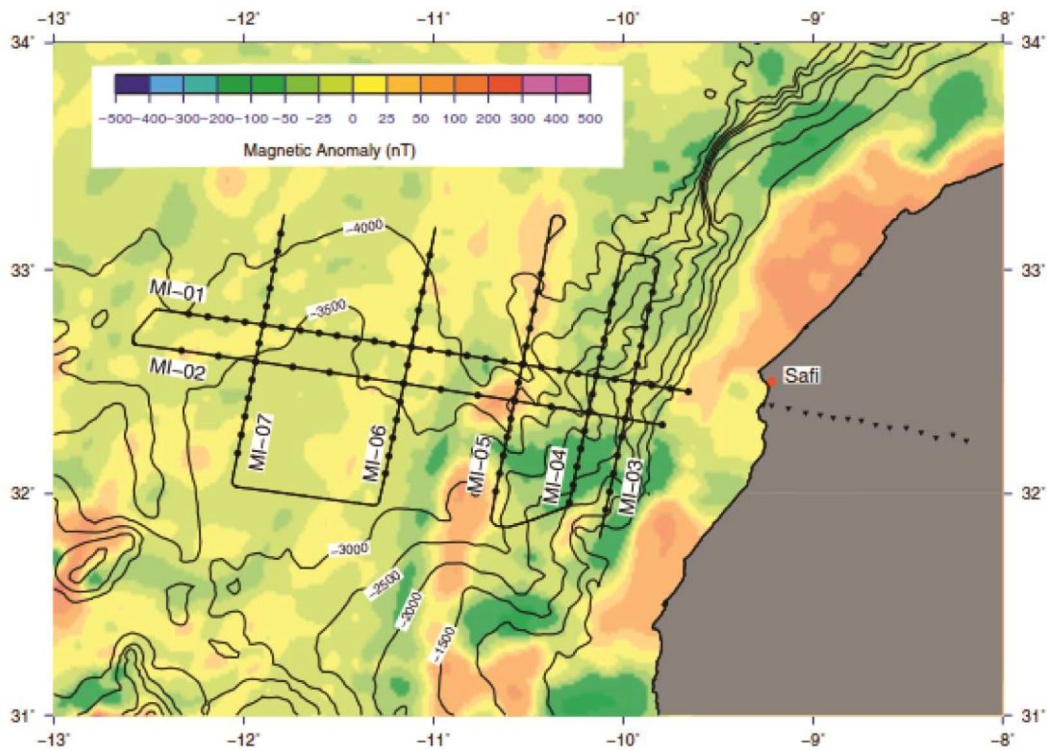 −13° −12° −11° −10° −9° −8°
34° 34°
−500 −400 −300 −200 −100 −50 −25 0 25 50 100 200 300 400 500
Magnetic Anomaly (nT)
−4000
33° 33°
MI−01
−3500
MI−02
Safi
MI−07
MI−06
MI−05
MI−04
MI−03
32° 32°
−3000
−2500
−2000
−1500
31° 31°
−13° −12° −11° −10° −9° −8°